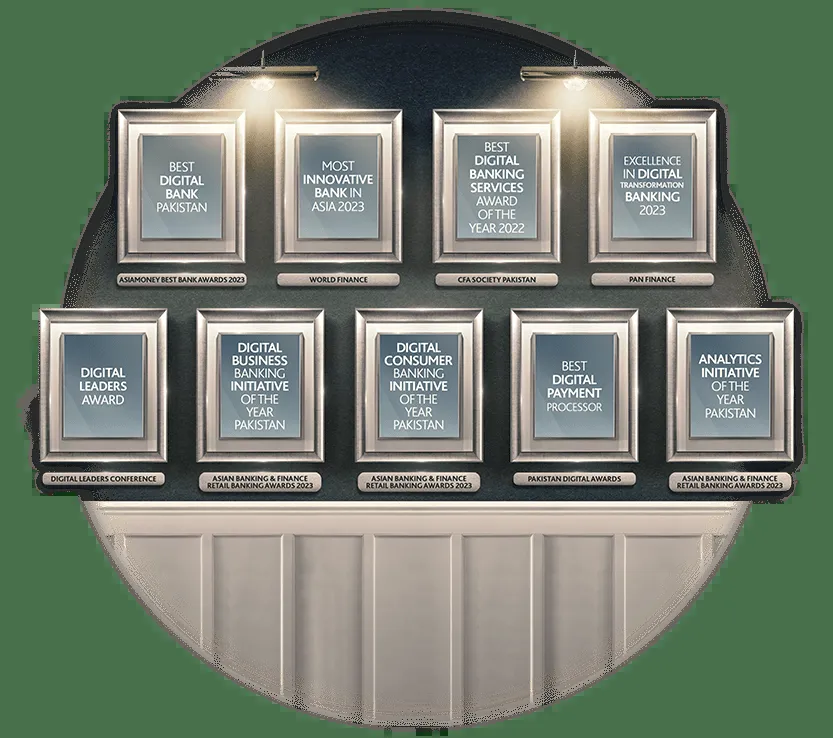 BEST
DIGITAL
BANK
PAKISTAN
ASIAMONEY BEST BANK AWARDS 2023
MOST
INNOVATIVE
BANK IN
ASIA 2023
WORLD FINANCE
BEST
DIGITAL
BANKING
SERVICES
AWARD
OF THE
YEAR 2022
CFA SOCIETY PAKISTAN
EXCELLENCE
IN DIGITAL
TRANSFORMATION
BANKING
2023
PAN FINANCE
DIGITAL
LEADERS
AWARD
DIGITAL LEADERS CONFERENCE
DIGITAL
BUSINESS
BANKING
INITIATIVE
OF THE
YEAR
PAKISTAN
ASIAN BANKING & FINANCE
RETAIL BANKING AWARDS 2023
DIGITAL
CONSUMER
BANKING
INITIATIVE
OF THE
YEAR
PAKISTAN
ASIAN BANKING & FINANCE
RETAIL BANKING AWARDS 2023
BEST
DIGITAL
PAYMENT
PROCESSOR
PAKISTAN DIGITAL AWARDS
ANALYTICS
INITIATIVE
OF THE
YEAR
PAKISTAN
ASIAN BANKING & FINANCE
RETAIL BANKING AWARDS 2023